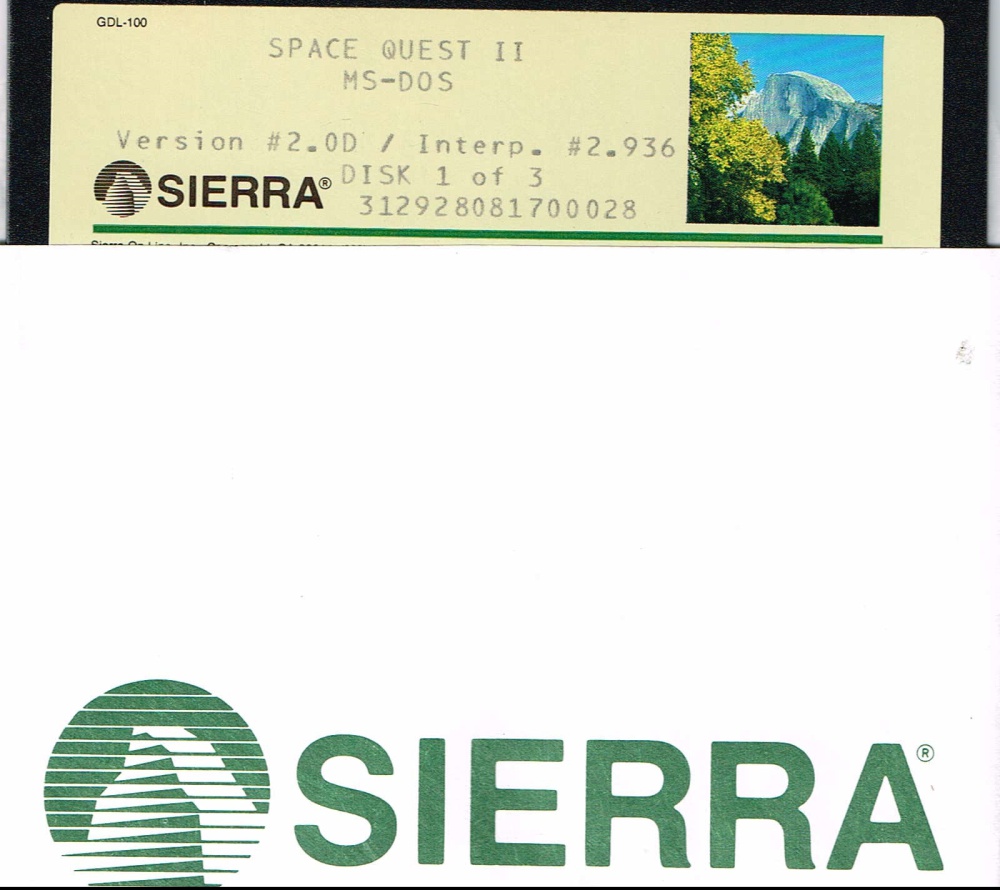 GDL-100
SPACE QUEST II
MS-DOS
Version #2.0D / Interp. #2.936
SIERRA® DISK 1 of 3
312928081700028
SIERRA®